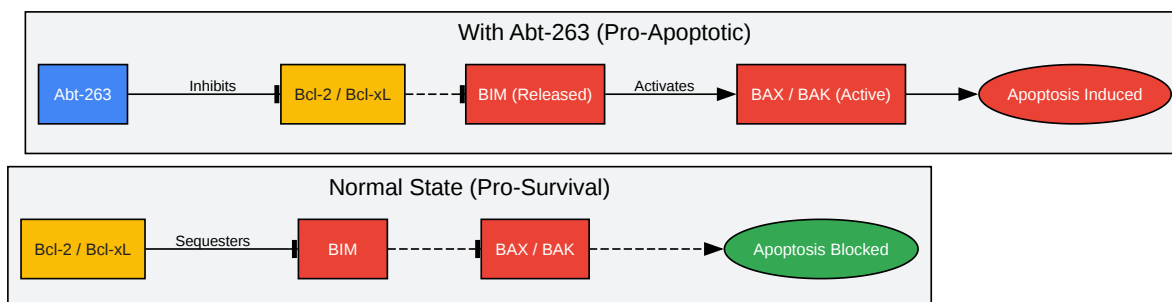 With Abt-263 (Pro-Apoptotic)
Abt-263
Inhibits
Bcl-2 / Bcl-xL
BIM (Released)
Activates
BAX / BAK (Active)
Apoptosis Induced
Normal State (Pro-Survival)
Bcl-2 / Bcl-xL
Sequesters
BIM
BAX / BAK
Apoptosis Blocked